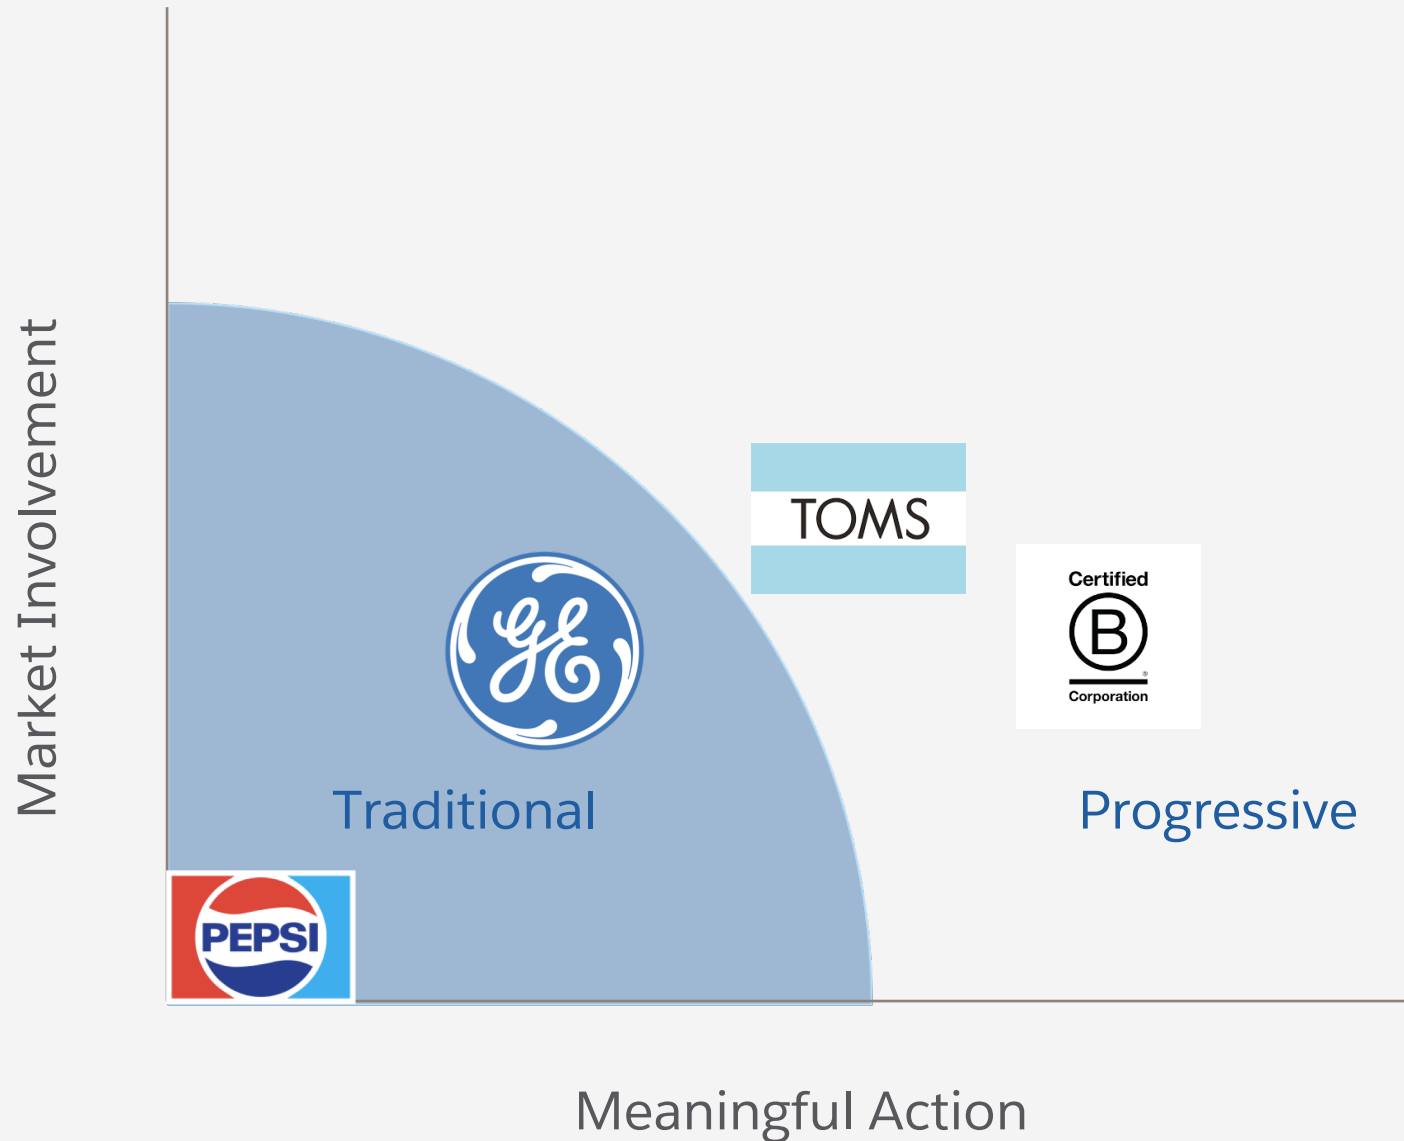 Market Involvement
TOMS
Certified
B
®
Corporation
GE
Traditional
Progressive
PEPSI
Meaningful Action